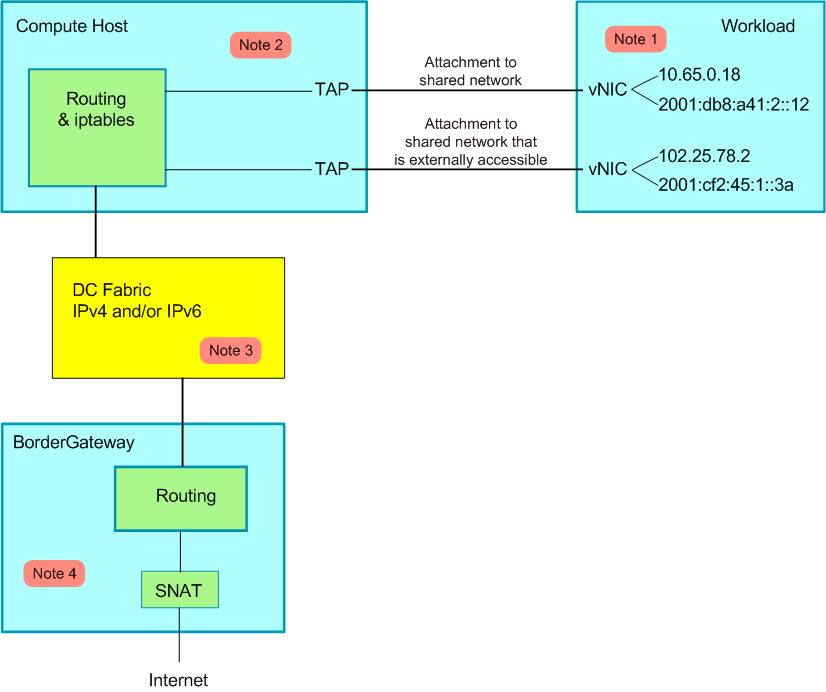 Compute Host
Note 2
Routing
& iptables
TAP
TAP
Attachment to
shared network
Attachment to
shared network that
is externally accessible
Note 1
Workload
vNIC
10.65.0.18
2001:db8:a41:2::12
vNIC
102.25.78.2
2001:cf2:45:1::3a
DC Fabric
IPv4 and/or IPv6
Note 3
BorderGateway
Routing
Note 4
SNAT
Internet